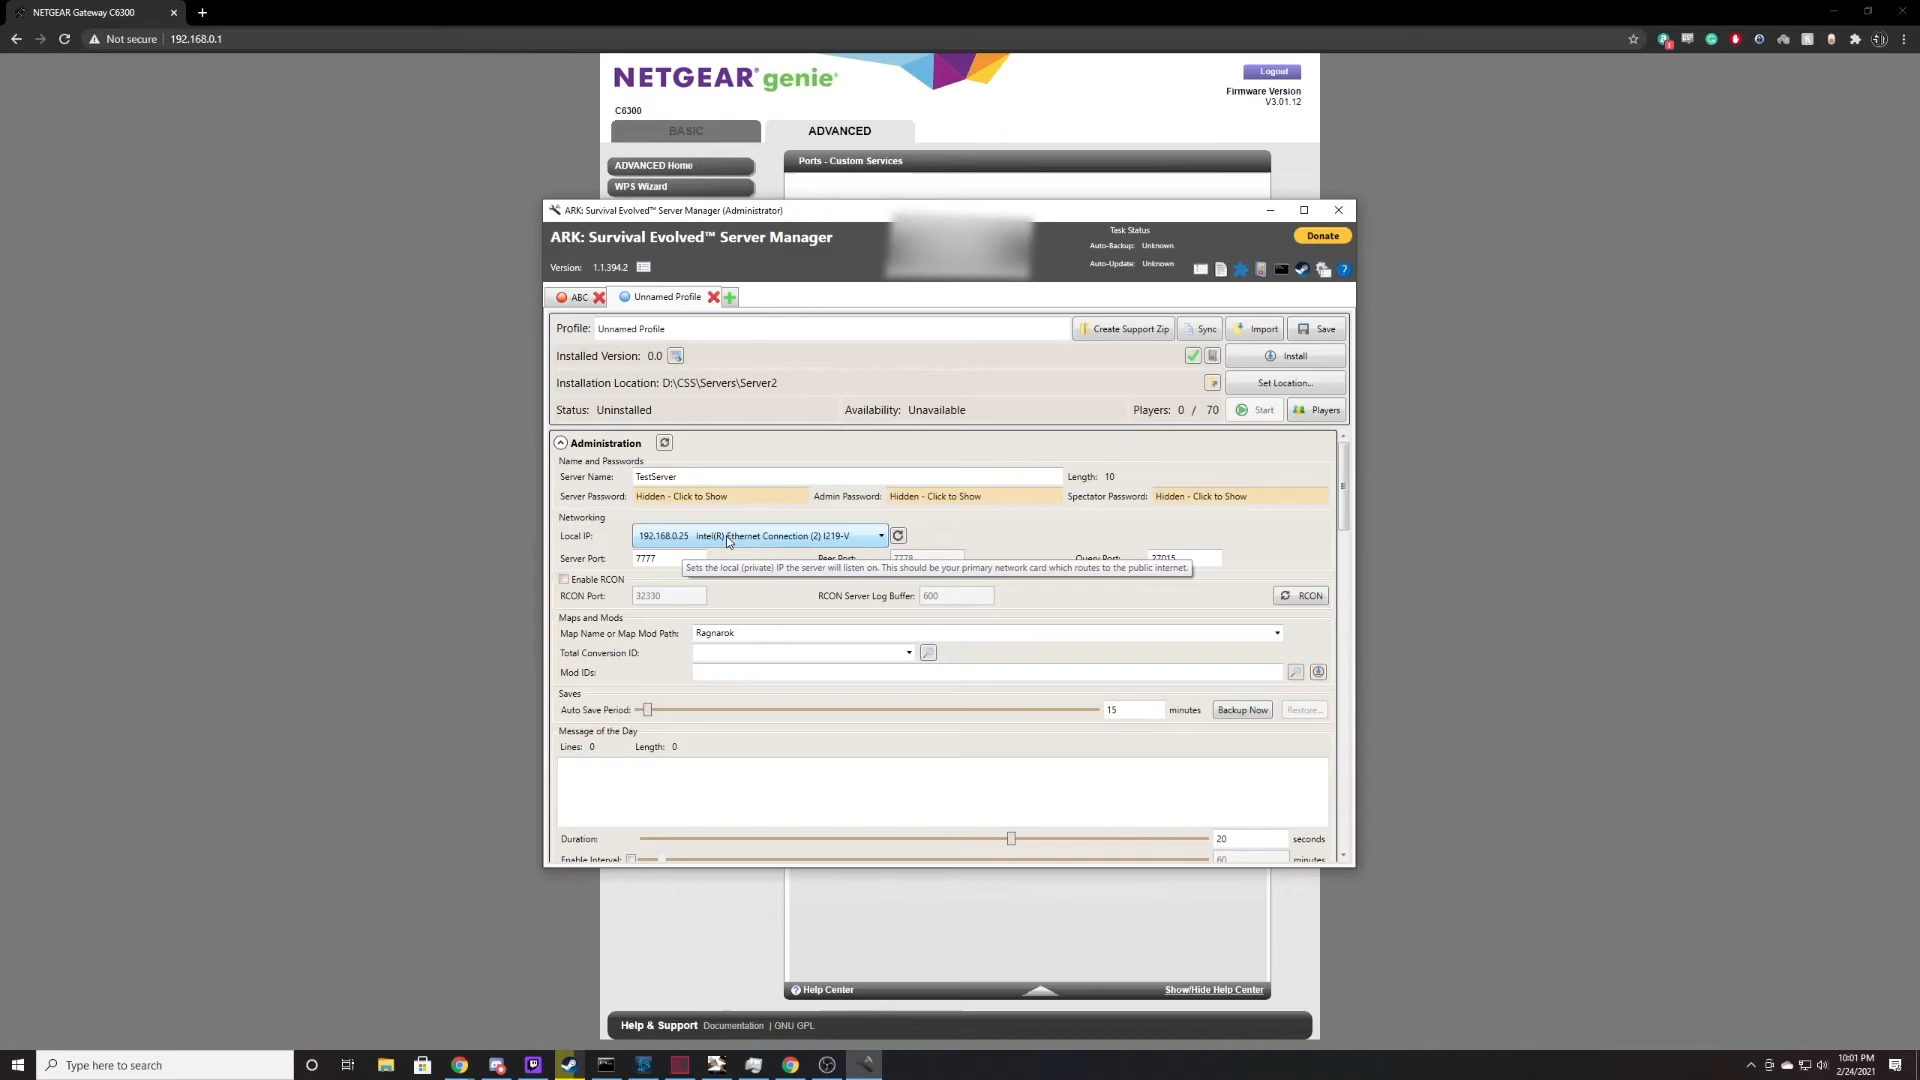 NETGEAR Gateway C6300
Not secure 192.168.0.1
NETGEAR® genie®
Logout
Firmware Version
V3.01.12
C6300
BASIC ADVANCED
ADVANCED Home
WPS Wizard
Ports - Custom Services
ARK: Survival Evolved™ Server Manager (Administrator)
ARK: Survival Evolved™ Server Manager
Task Status
Auto-Backup: Unknown
Auto-Update: Unknown
Donate
Version: 1.1.394.2
ABC Unnamed Profile
Profile: Unnamed Profile Create Support Zip Sync Import Save
Installed Version: 0.0 Install
Installation Location: D:\CSS\Servers\Server2 Set Location...
Status: Uninstalled Availability: Unavailable Players: 0 / 70 Start Players
Administration
Name and Passwords
Server Name: TestServer Length: 10
Server Password: Hidden - Click to Show Admin Password: Hidden - Click to Show Spectator Password: Hidden - Click to Show
Networking
Local IP: 192.168.0.25 Intel(R) Ethernet Connection (2) I219-V
Server Port: 7777 Peer Port: 7778 Query Port: 27015
Sets the local (private) IP the server will listen on. This should be your primary network card which routes to the public internet.
Enable RCON
RCON Port: 32330 RCON Server Log Buffer: 600 RCON
Maps and Mods
Map Name or Map Mod Path: Ragnarok
Total Conversion ID:
Mod IDs:
Saves
Auto Save Period: 15 minutes Backup Now Restore...
Message of the Day
Lines: 0 Length: 0
Duration: 20 seconds
Enable Interval: 60 minutes
Help Center Show/Hide Help Center
Help & Support Documentation | GNU GPL
Type here to search
10:01 PM
2/24/2021